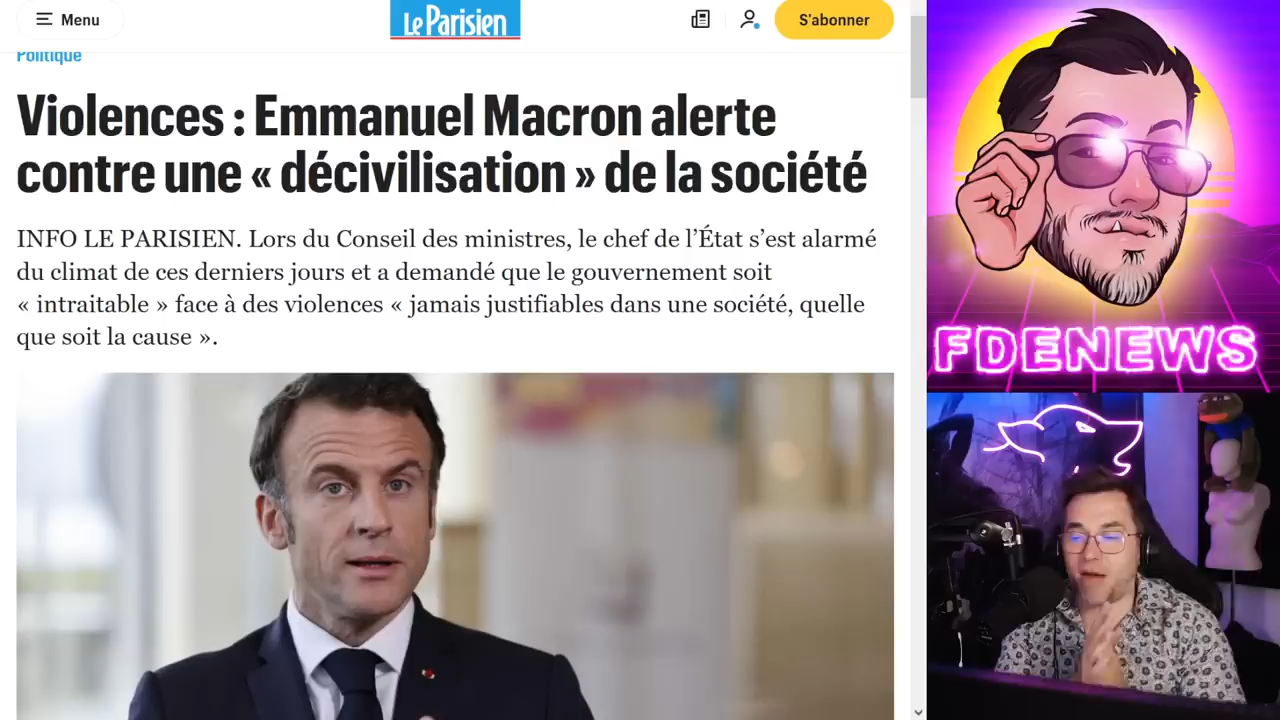 Menu
Le Parisien
S'abonner
Politique
Violences : Emmanuel Macron alerte
contre une « décivilisation » de la société
INFO LE PARISIEN. Lors du Conseil des ministres, le chef de l’État s’est alarmé
du climat de ces derniers jours et a demandé que le gouvernement soit
« intraitable » face à des violences « jamais justifiables dans une société, quelle
que soit la cause ».
FDENEWS